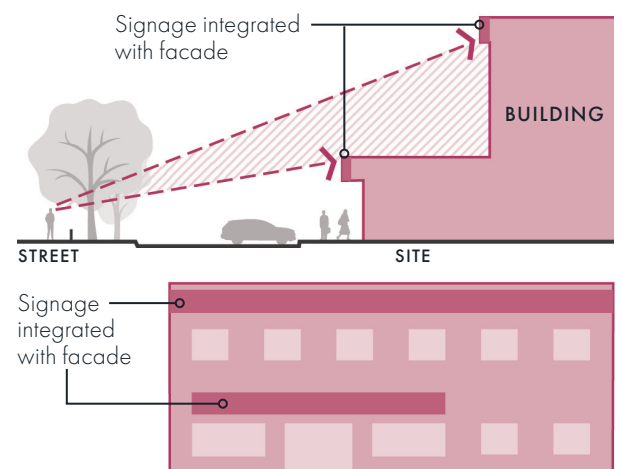 Signage integrated
with facade
BUILDING
STREET
SITE
Signage
integrated
with facade